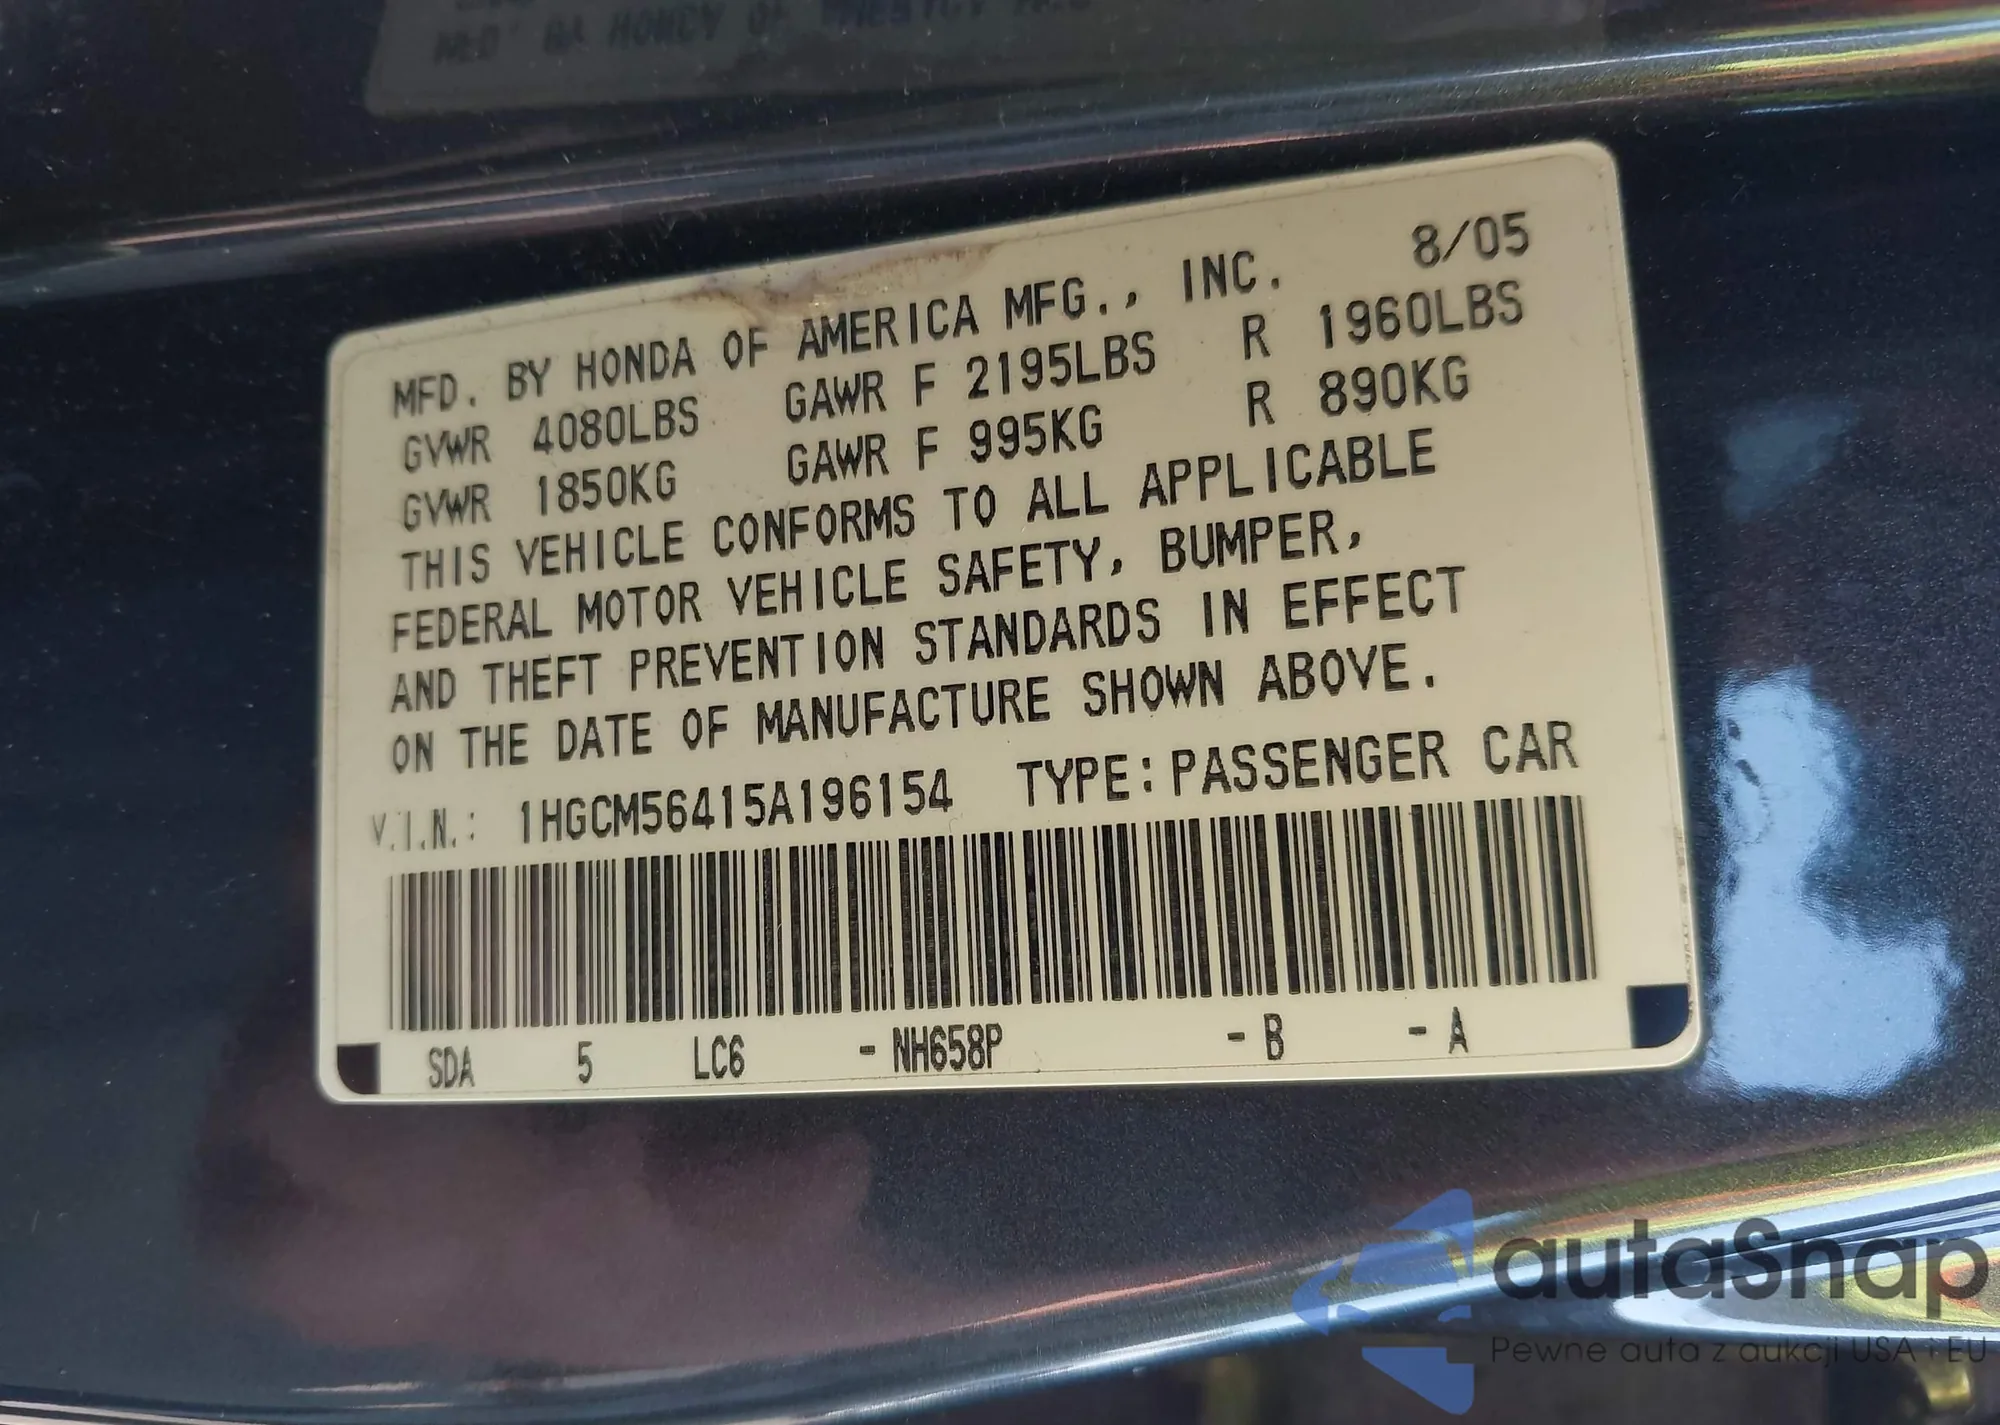 MFD. BY HONDA OF AMERICA MFG., INC. 8/05
GVWR 4080LBS GAWR F 2195LBS R 1960LBS
GVWR 1850KG GAWR F 995KG R 890KG
THIS VEHICLE CONFORMS TO ALL APPLICABLE
FEDERAL MOTOR VEHICLE SAFETY, BUMPER,
AND THEFT PREVENTION STANDARDS IN EFFECT
ON THE DATE OF MANUFACTURE SHOWN ABOVE.
V.I.N.: 1HGCM56415A196154 TYPE:PASSENGER CAR
SDA 5 LC6 -NH658P -B -A
autaSnap
Pewne auta z aukcji USA i EU